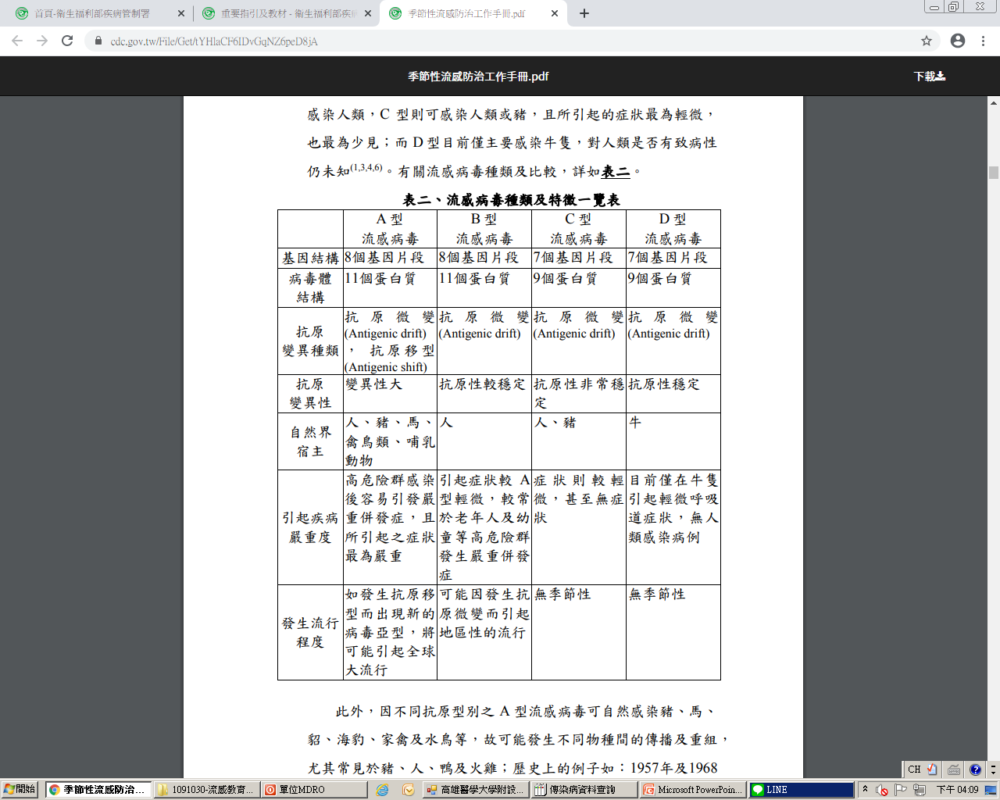 首頁-衛生福利部疾病管制署
重要指引及教材 - 衛生福利部疾病
季節性流感防治工作手冊.pdf
cdc.gov.tw/File/Get/tYHlaCF6IDvGqNZ6peD8jA
季節性流感防治工作手冊.pdf
下載
感染人類，C 型則可感染人類或豬，且所引起的症狀最為輕微，
也最為少見；而 D 型目前僅主要感染牛隻，對人類是否有致病性
仍未知(1,3,4,6)。有關流感病毒種類及比較，詳如表二。
表二、流感病毒種類及特徵一覽表
A 型
流感病毒
B 型
流感病毒
C 型
流感病毒
D 型
流感病毒
基因結構
8個基因片段
8個基因片段
7個基因片段
7個基因片段
病毒體
結構
11個蛋白質
11個蛋白質
9個蛋白質
9個蛋白質
抗原
變異種類
抗原微變
(Antigenic drift)
，抗原移型
(Antigenic shift)
抗原微變
(Antigenic drift)
抗原微變
(Antigenic drift)
抗原微變
(Antigenic drift)
抗原
變異性
變異性大
抗原性較穩定
抗原性非常穩
定
抗原性穩定
自然界
宿主
人、豬、馬、
禽鳥類、哺乳
動物
人
人、豬
牛
引起疾病
嚴重度
高危險群感染
後容易引發嚴
重併發症，且
所引起之症狀
最為嚴重
引起症狀較 A
型輕微，較常
於老年人及幼
童等高危險群
發生嚴重併發
症
症狀則較輕
微，甚至無症
狀
目前僅在牛隻
引起輕微呼吸
道症狀，無人
類感染病例
發生流行
程度
如發生抗原移
型而出現新的
病毒亞型，將
可能引起全球
大流行
可能因發生抗
原微變而引起
地區性的流行
無季節性
無季節性
此外，因不同抗原型別之 A 型流感病毒可自然感染豬、馬、
貂、海豹、家禽及水鳥等，故可能發生不同物種間的傳播及重組，
尤其常見於豬、人、鴨及火雞；歷史上的例子如：1957年及1968
CH
開始
季節性流感防治...
1091030-流感教育...
單位MDRO
高雄醫學大學附設...
傳染病資料查詢
Microsoft PowerPoin...
LINE
下午 04:09